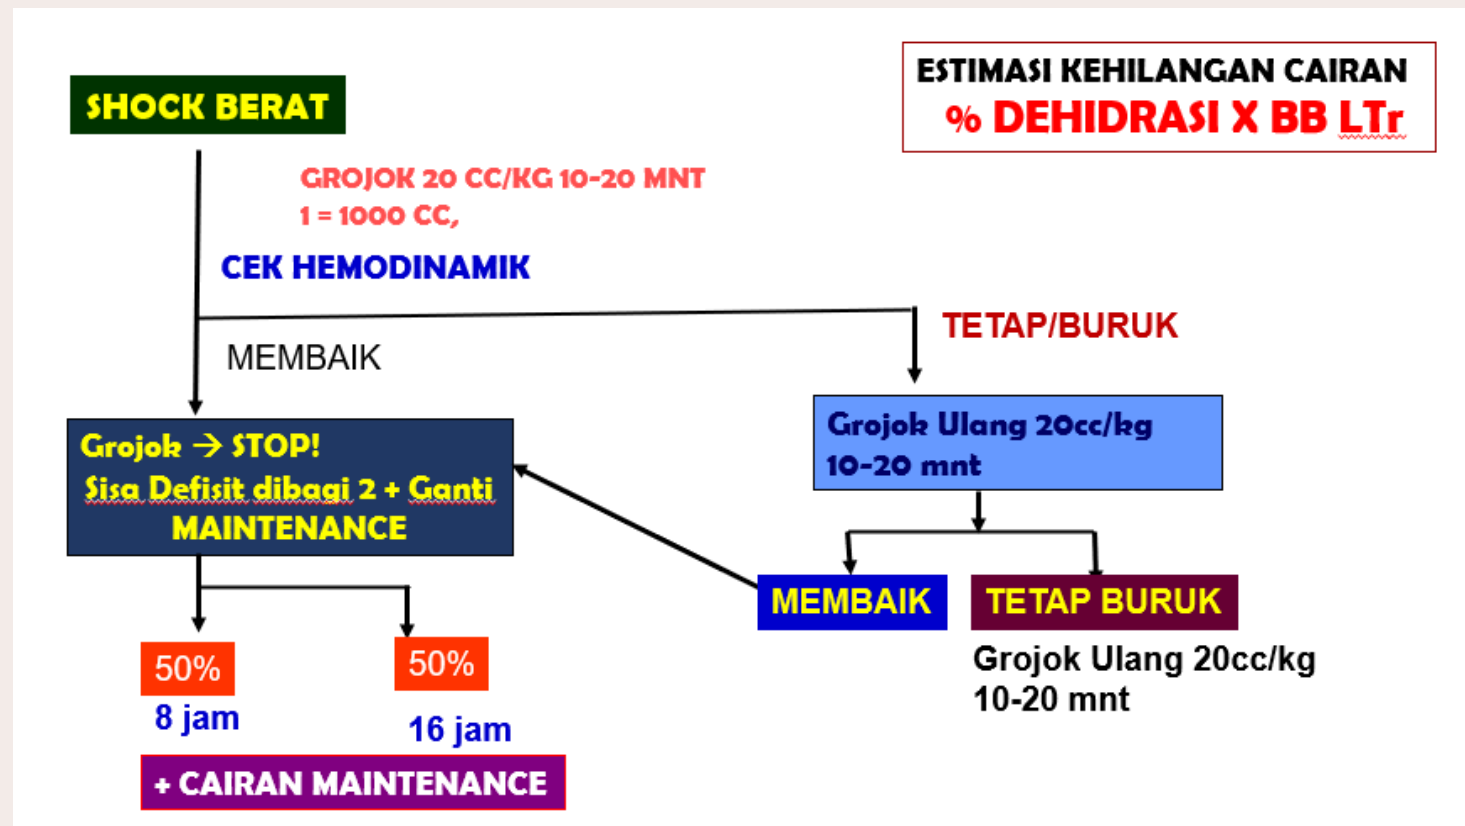 ESTIMASI KEHILANGAN CAIRAN
% DEHIDRASI X BB LTr
SHOCK BERAT
GROJOK 20 CC/KG 10-20 MNT
1 = 1000 CC,
CEK HEMODINAMIK
TETAP/BURUK
MEMBAIK
Grojok Ulang 20cc/kg
10-20 mnt
Grojok → STOP!
Sisa Defisit dibagi 2 + Ganti
MAINTENANCE
MEMBAIK
TETAP BURUK
Grojok Ulang 20cc/kg
10-20 mnt
50%
8 jam
50%
16 jam
+ CAIRAN MAINTENANCE